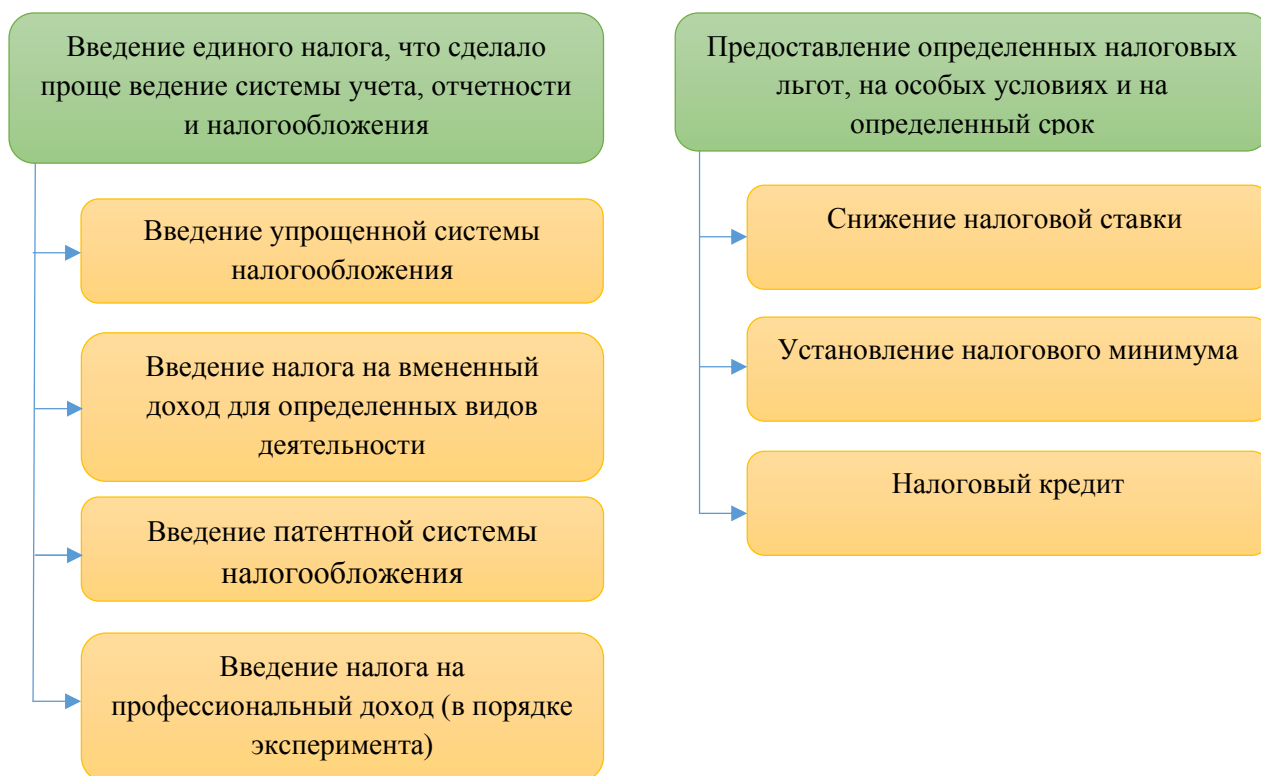 Введение единого налога, что сделало
проще ведение системы учета, отчетности
и налогообложения
Введение упрощенной системы
налогообложения
Введение налога на вмененный
доход для определенных видов
деятельности
Введение патентной системы
налогообложения
Введение налога на
профессиональный доход (в порядке
эксперимента)
Предоставление определенных налоговых
льгот, на особых условиях и на
определенный срок
Снижение налоговой ставки
Установление налогового минимума
Налоговый кредит